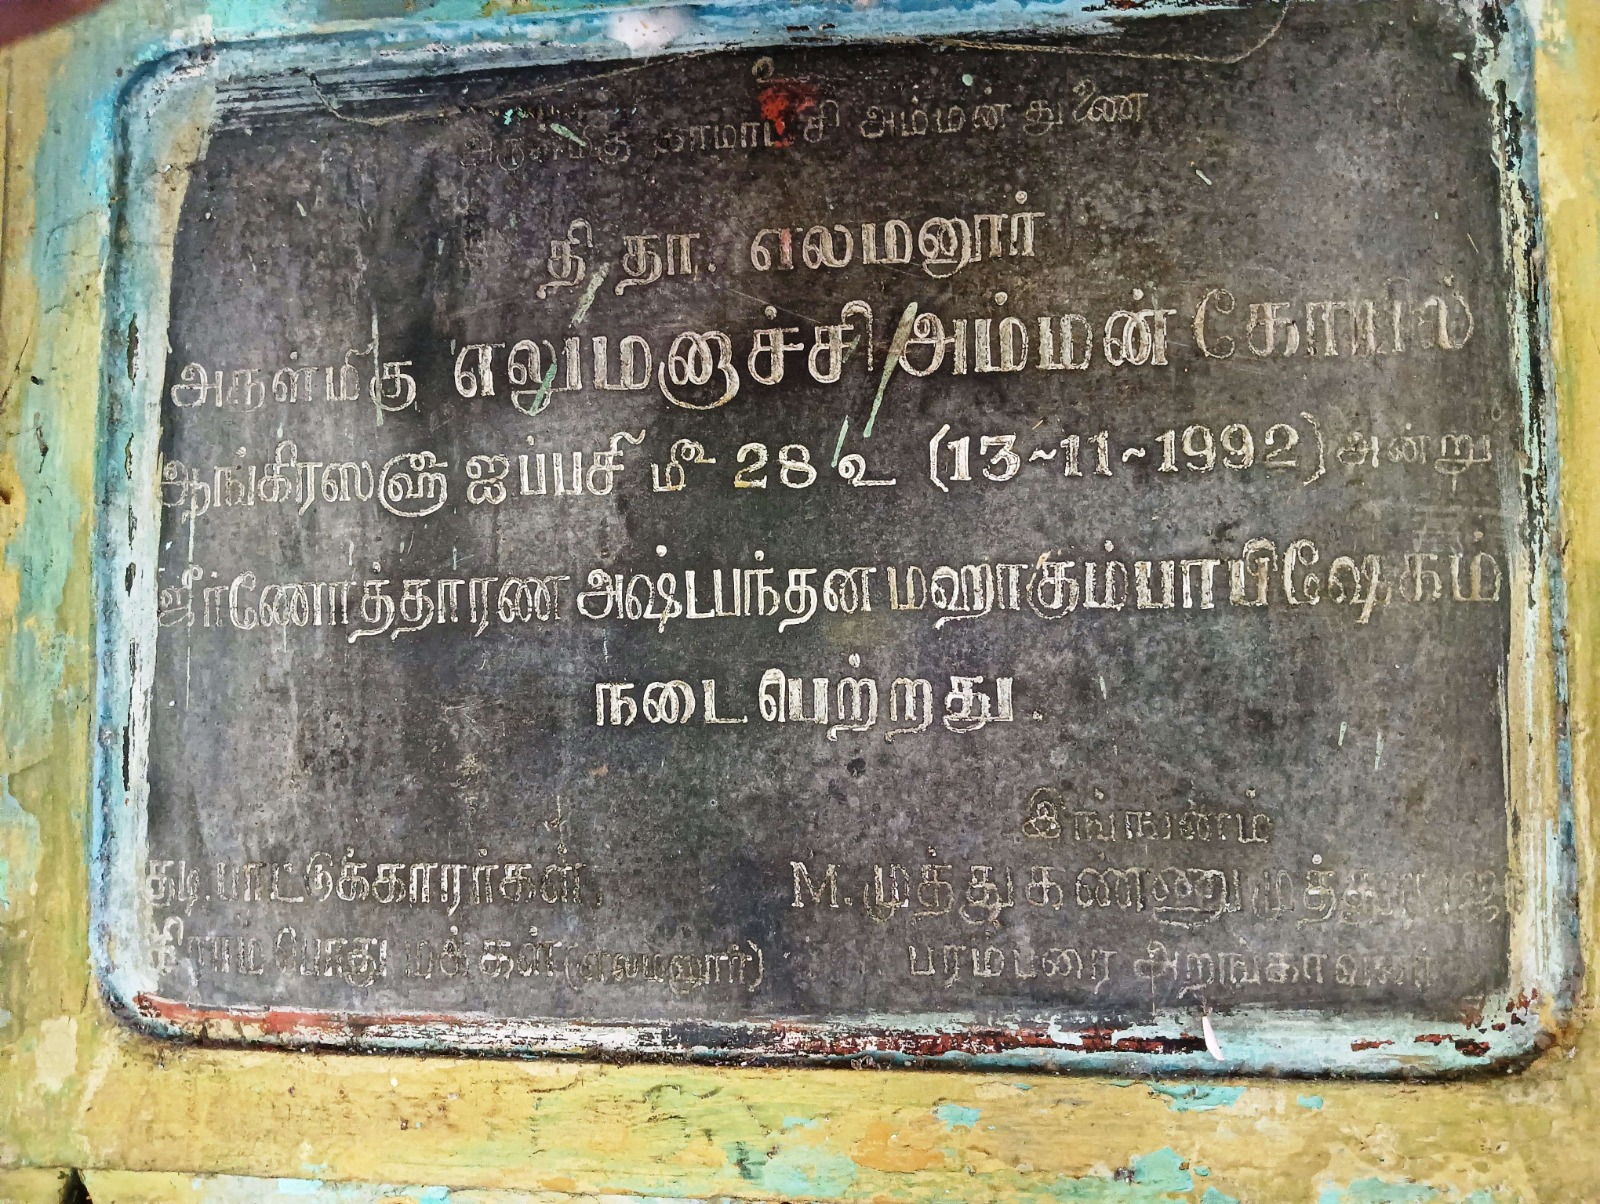 உ
அருள்மிகு காமாட்சி அம்மன் துணை
தி,தா. எலமனூர்
அருள்மிகு எலுமனாச்சி அம்மன் கோயில்
ஆங்கிரஸ௵ ஐப்பசி ௴ 28 உ (13-11-1992) அன்று
ஜீர்ணோத்தாரண அஷ்டபந்தன மஹாகும்பாபிஷேகம்
நடைபெற்றது.
இங்ஙனம்
குடி.பாட்டுக்காரர்கள்,
கிராம பொது மக்கள் (எலமனூர்)
M.முத்துகண்ணு
பரம்பரை அறங்காவலர்